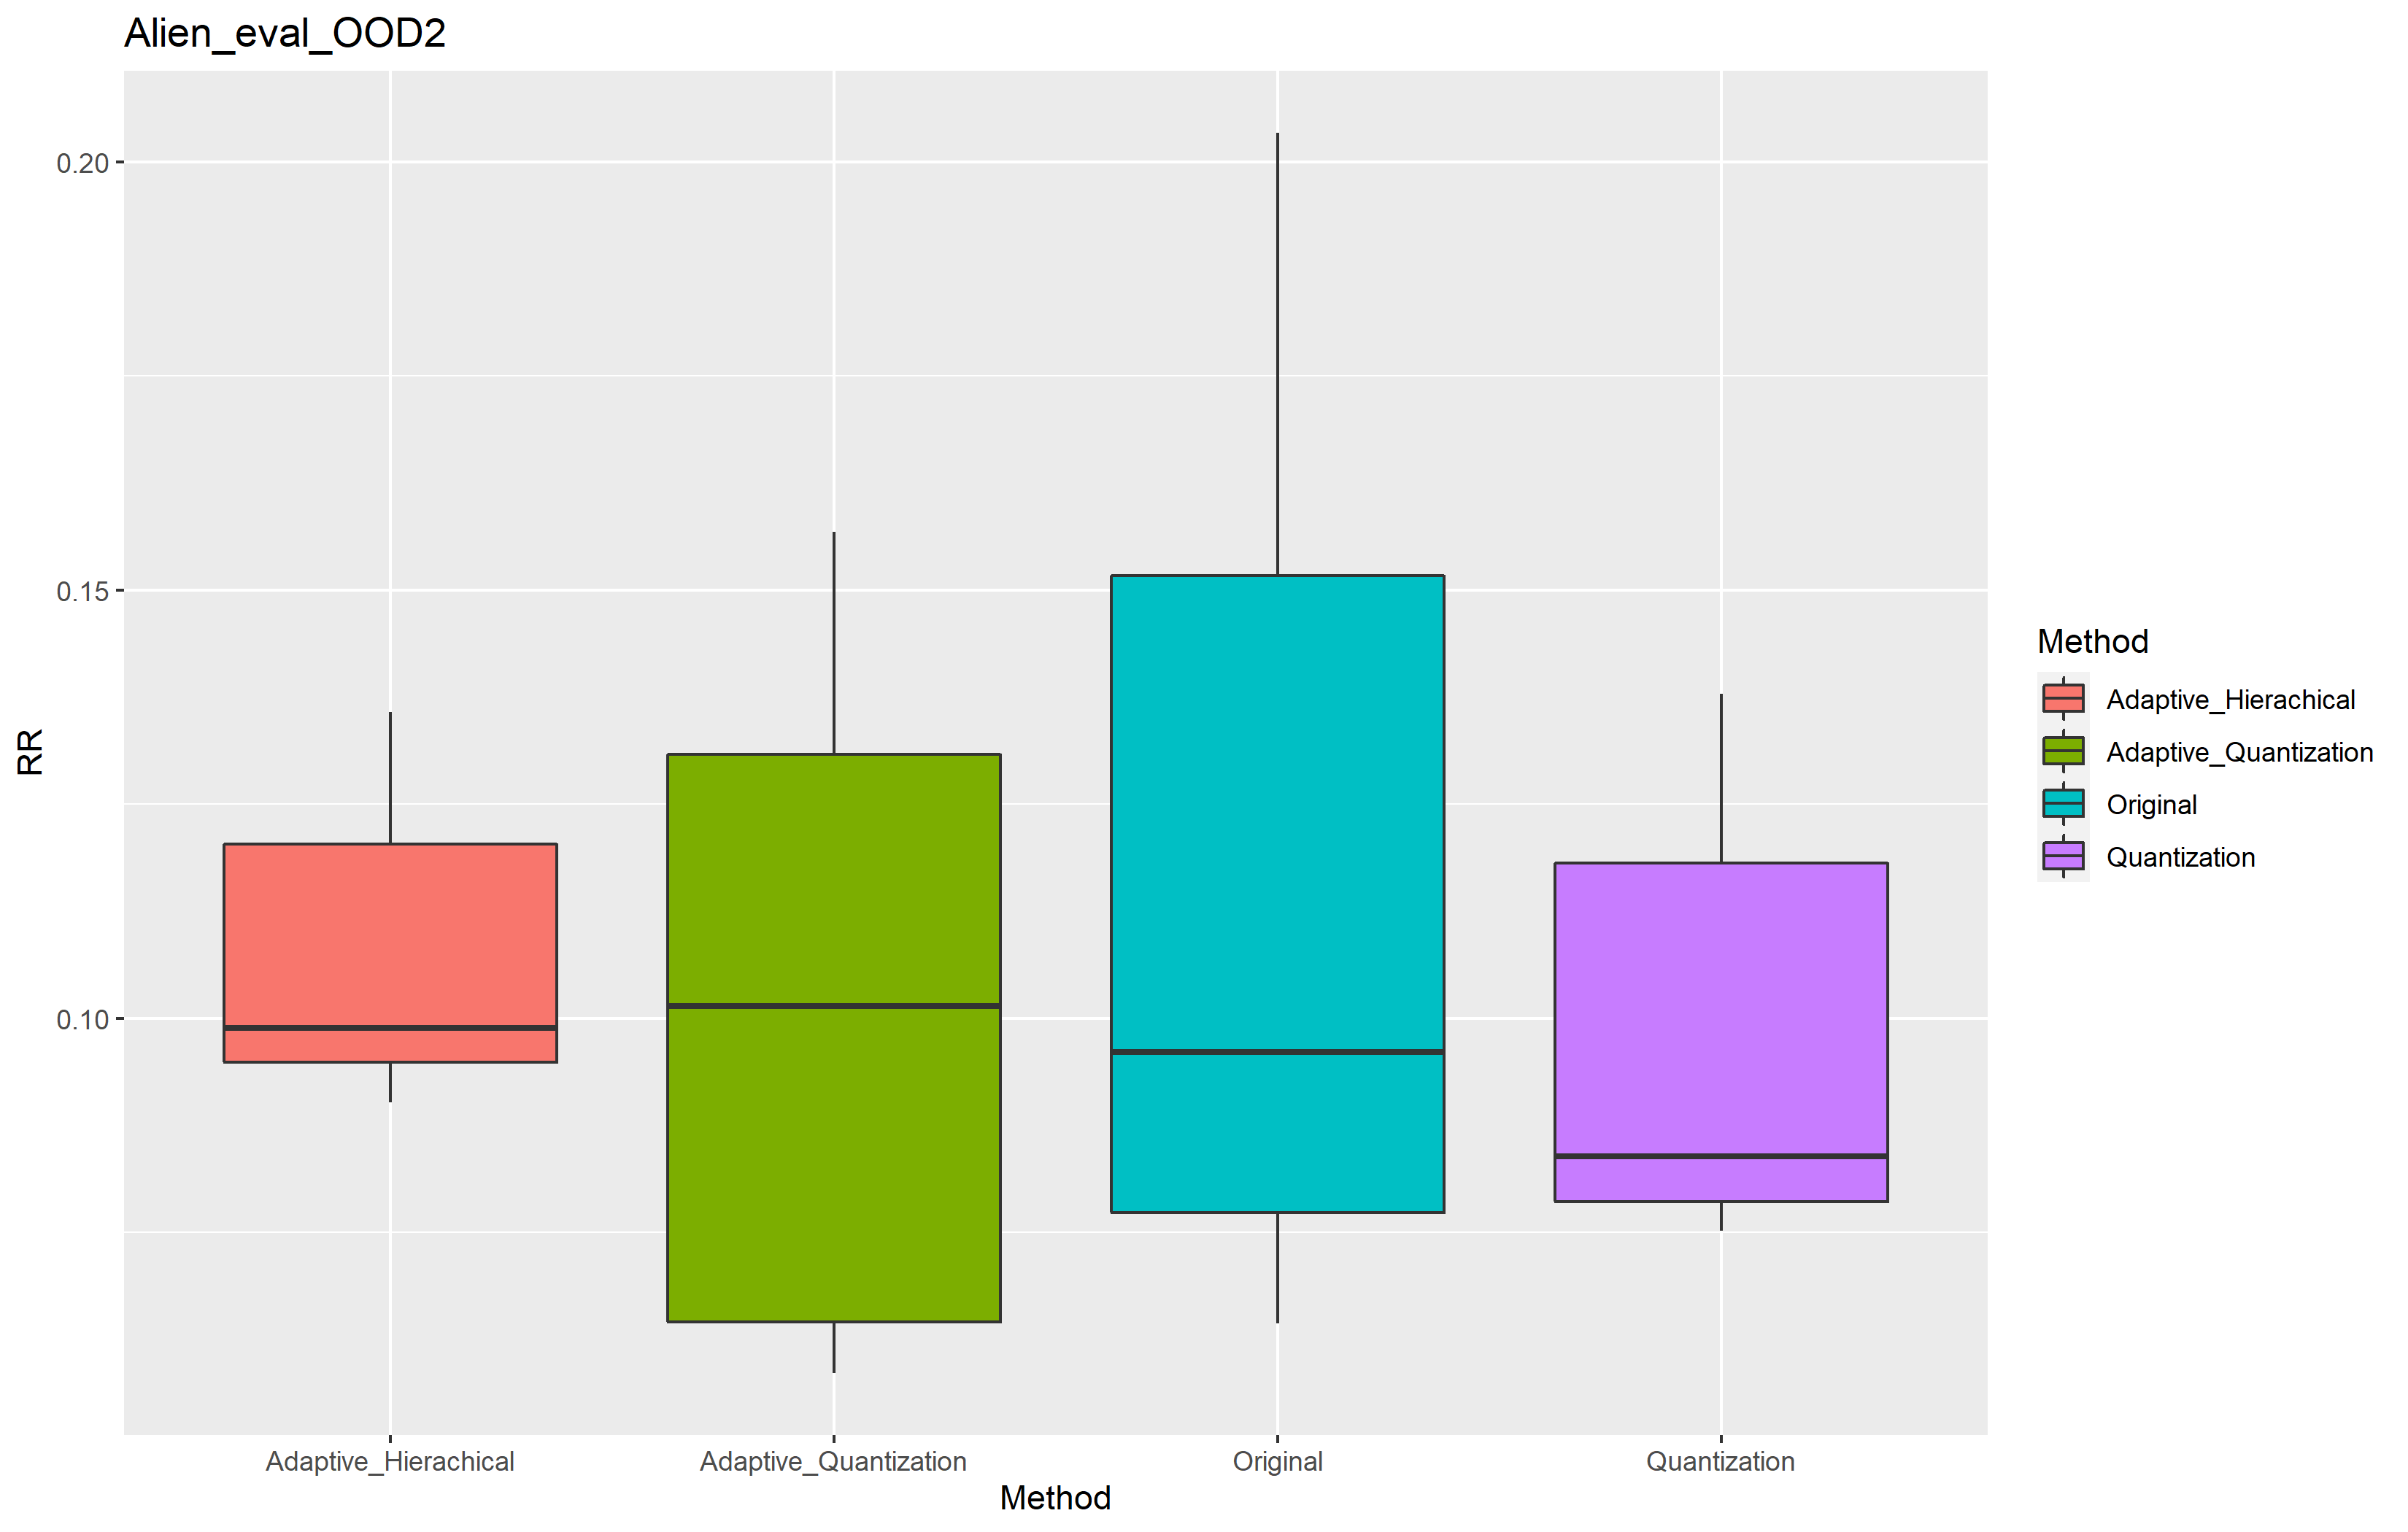 Alien_eval_OOD2
0.20
0.15
0.10
RR
Adaptive_Hierachical
Adaptive_Quantization
Original
Quantization
Method
Method
Adaptive_Hierachical
Adaptive_Quantization
Original
Quantization